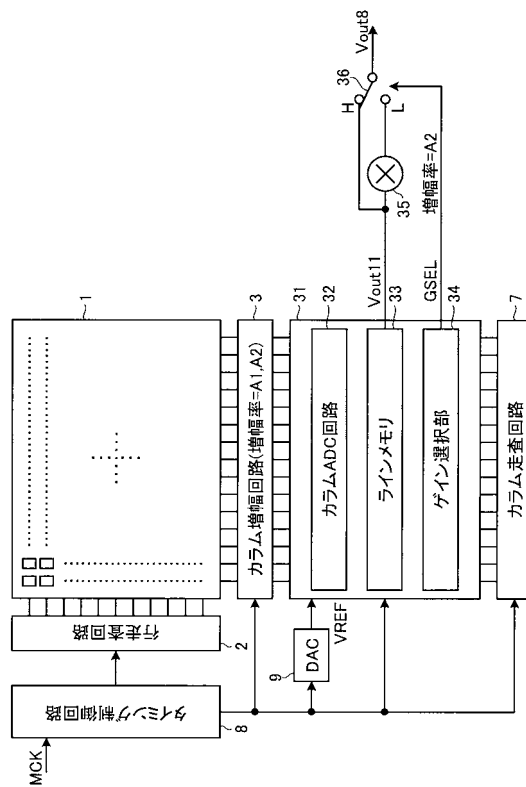 MCK
タイミング制御回路
8
行走査回路
2
1
カラム増幅回路(増幅率=A1,A2)
3
DAC
9
VREF
31
カラムADC回路
32
ラインメモリ
33
ゲイン選択部
34
カラム走査回路
7
Vout11
GSEL
35
増幅率=A2
H
L
36
Vout8